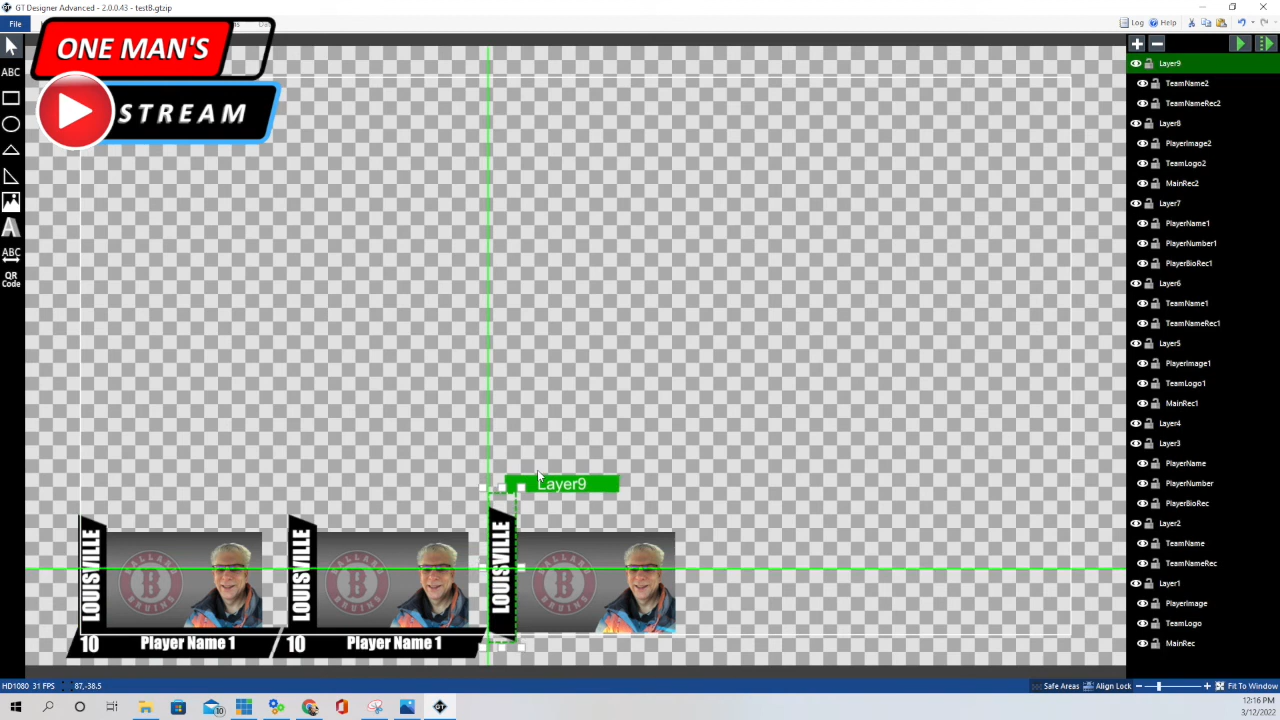 GT Designer Advanced - 2.0.0.43 - testB.gtzip
File
Log
Help
ONE MAN'S
STREAM
ABC
ABC
QR
Code
Layer9
TeamName2
TeamNameRec2
Layer8
PlayerImage2
TeamLogo2
MainRec2
Layer7
PlayerName1
PlayerNumber1
PlayerBioRec1
Layer6
TeamName1
TeamNameRec1
Layer5
PlayerImage1
TeamLogo1
MainRec1
Layer4
Layer3
PlayerName
PlayerNumber
PlayerBioRec
Layer2
TeamName
TeamNameRec
Layer1
PlayerImage
TeamLogo
MainRec
Layer9
LOUISVILLE
B
LOUISVILLE
B
LOUISVILLE
B
10 Player Name 1
10 Player Name 1
HD1080 31 FPS 87,-38.5
Safe Areas
Align Lock
Fit To Window
12:16 PM
3/12/2022